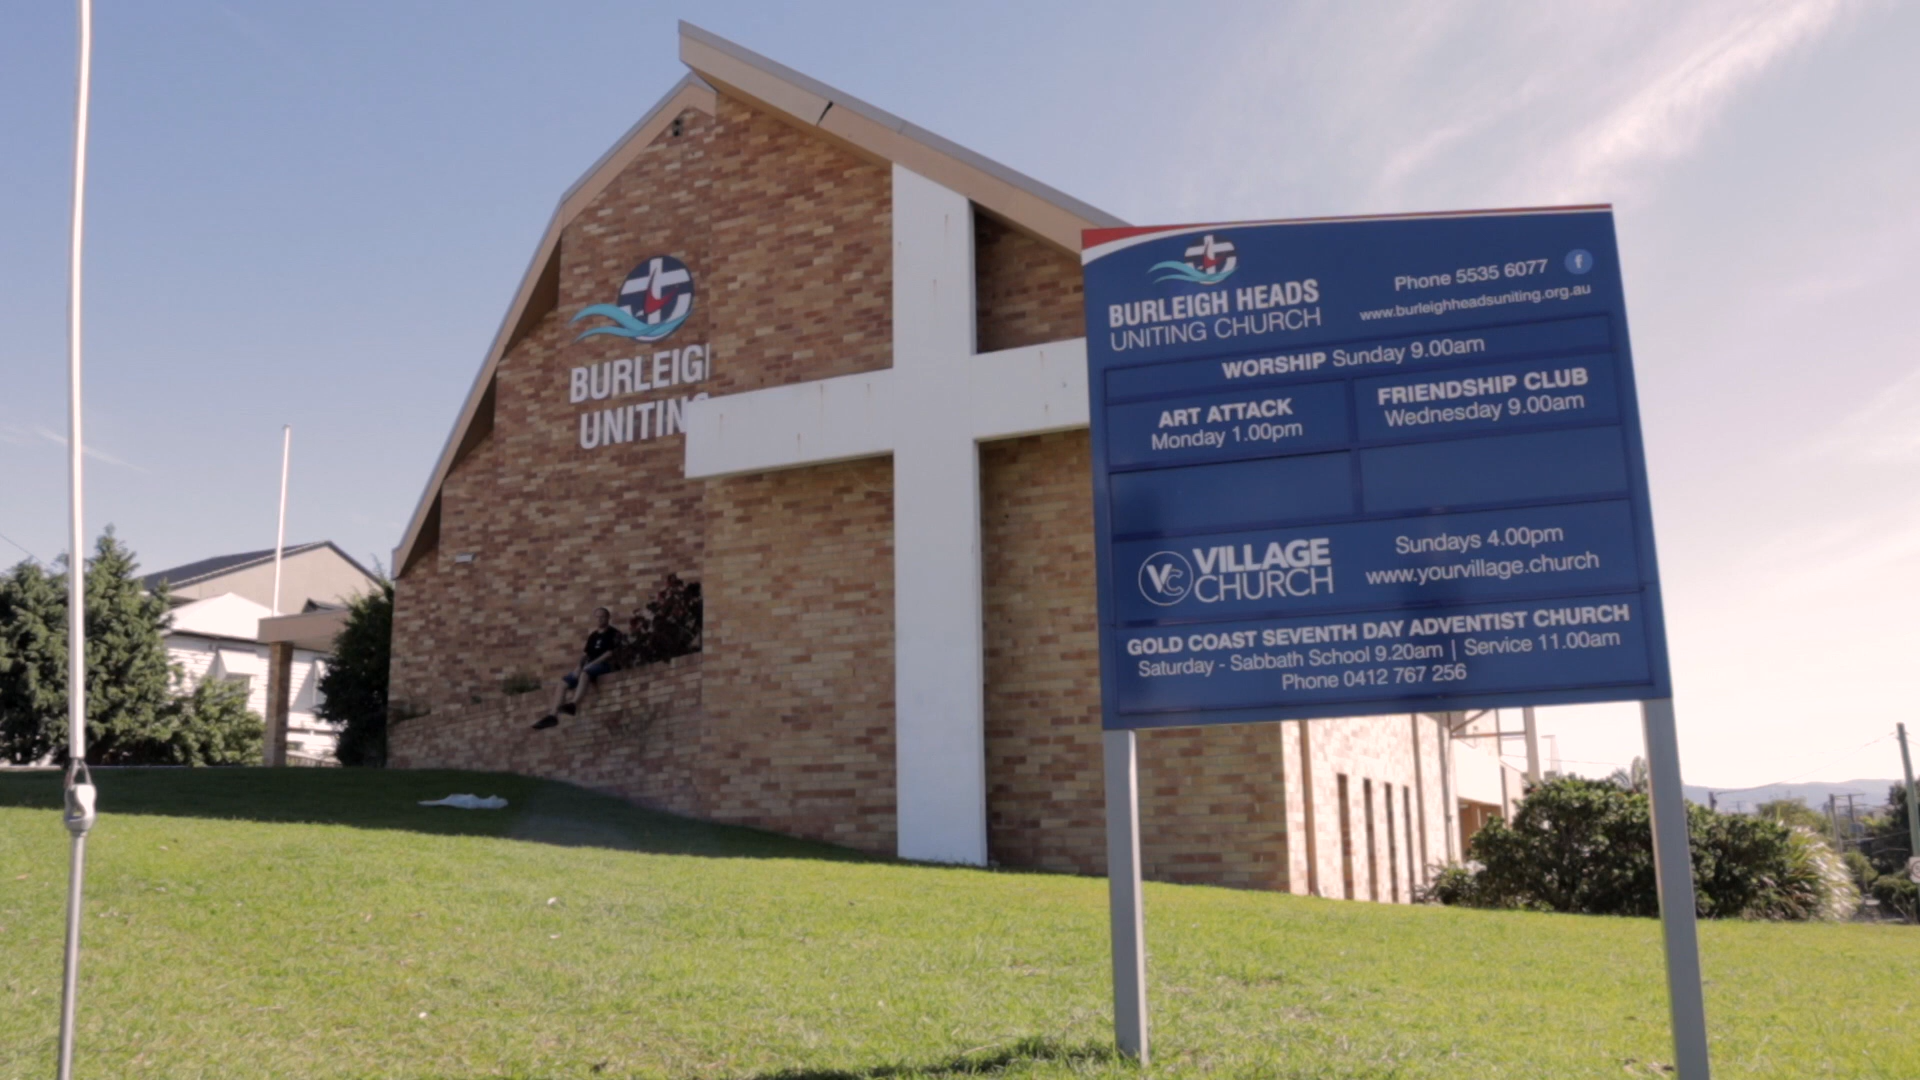 BURLEIG
UNITING
BURLEIGH HEADS
UNITING CHURCH
Phone 5535 6077
f
www.burleighheadsuniting.org.au
WORSHIP Sunday 9.00am
ART ATTACK
Monday 1.00pm
FRIENDSHIP CLUB
Wednesday 9.00am
VC VILLAGE
CHURCH
Sundays 4.00pm
www.yourvillage.church
GOLD COAST SEVENTH DAY ADVENTIST CHURCH
Saturday - Sabbath School 9.20am | Service 11.00am
Phone 0412 767 256